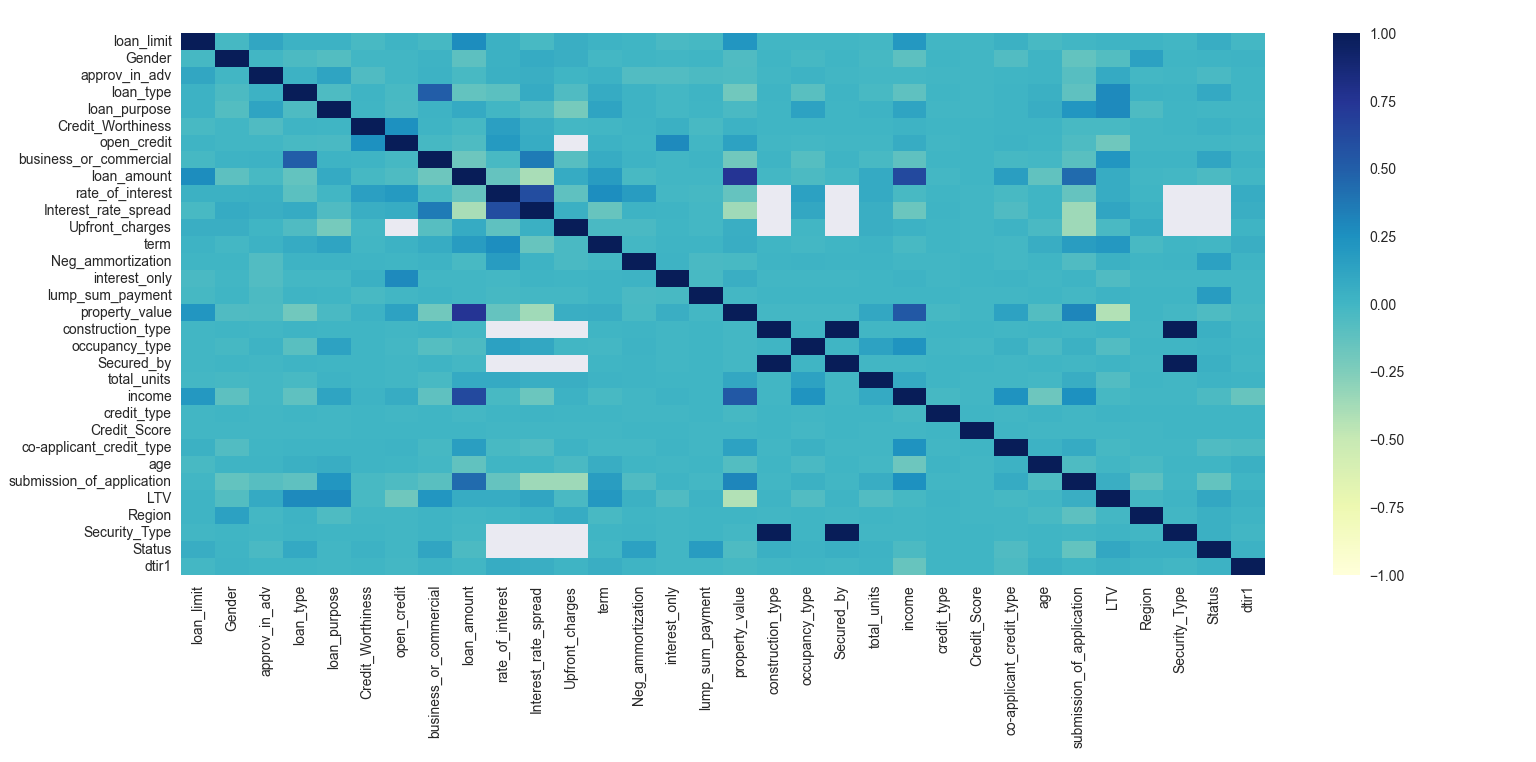 loan_limit
Gender
approv_in_adv
loan_type
loan_purpose
Credit_Worthiness
open_credit
business_or_commercial
loan_amount
rate_of_interest
Interest_rate_spread
Upfront_charges
term
Neg_ammortization
interest_only
lump_sum_payment
property_value
construction_type
occupancy_type
Secured_by
total_units
income
credit_type
Credit_Score
co-applicant_credit_type
age
submission_of_application
LTV
Region
Security_Type
Status
dtir1
loan_limit
Gender
approv_in_adv
loan_type
loan_purpose
Credit_Worthiness
open_credit
business_or_commercial
loan_amount
rate_of_interest
Interest_rate_spread
Upfront_charges
term
Neg_ammortization
interest_only
lump_sum_payment
property_value
construction_type
occupancy_type
Secured_by
total_units
income
credit_type
Credit_Score
co-applicant_credit_type
age
submission_of_application
LTV
Region
Security_Type
Status
dtir1
1.00
0.75
0.50
0.25
0.00
−0.25
−0.50
−0.75
−1.00